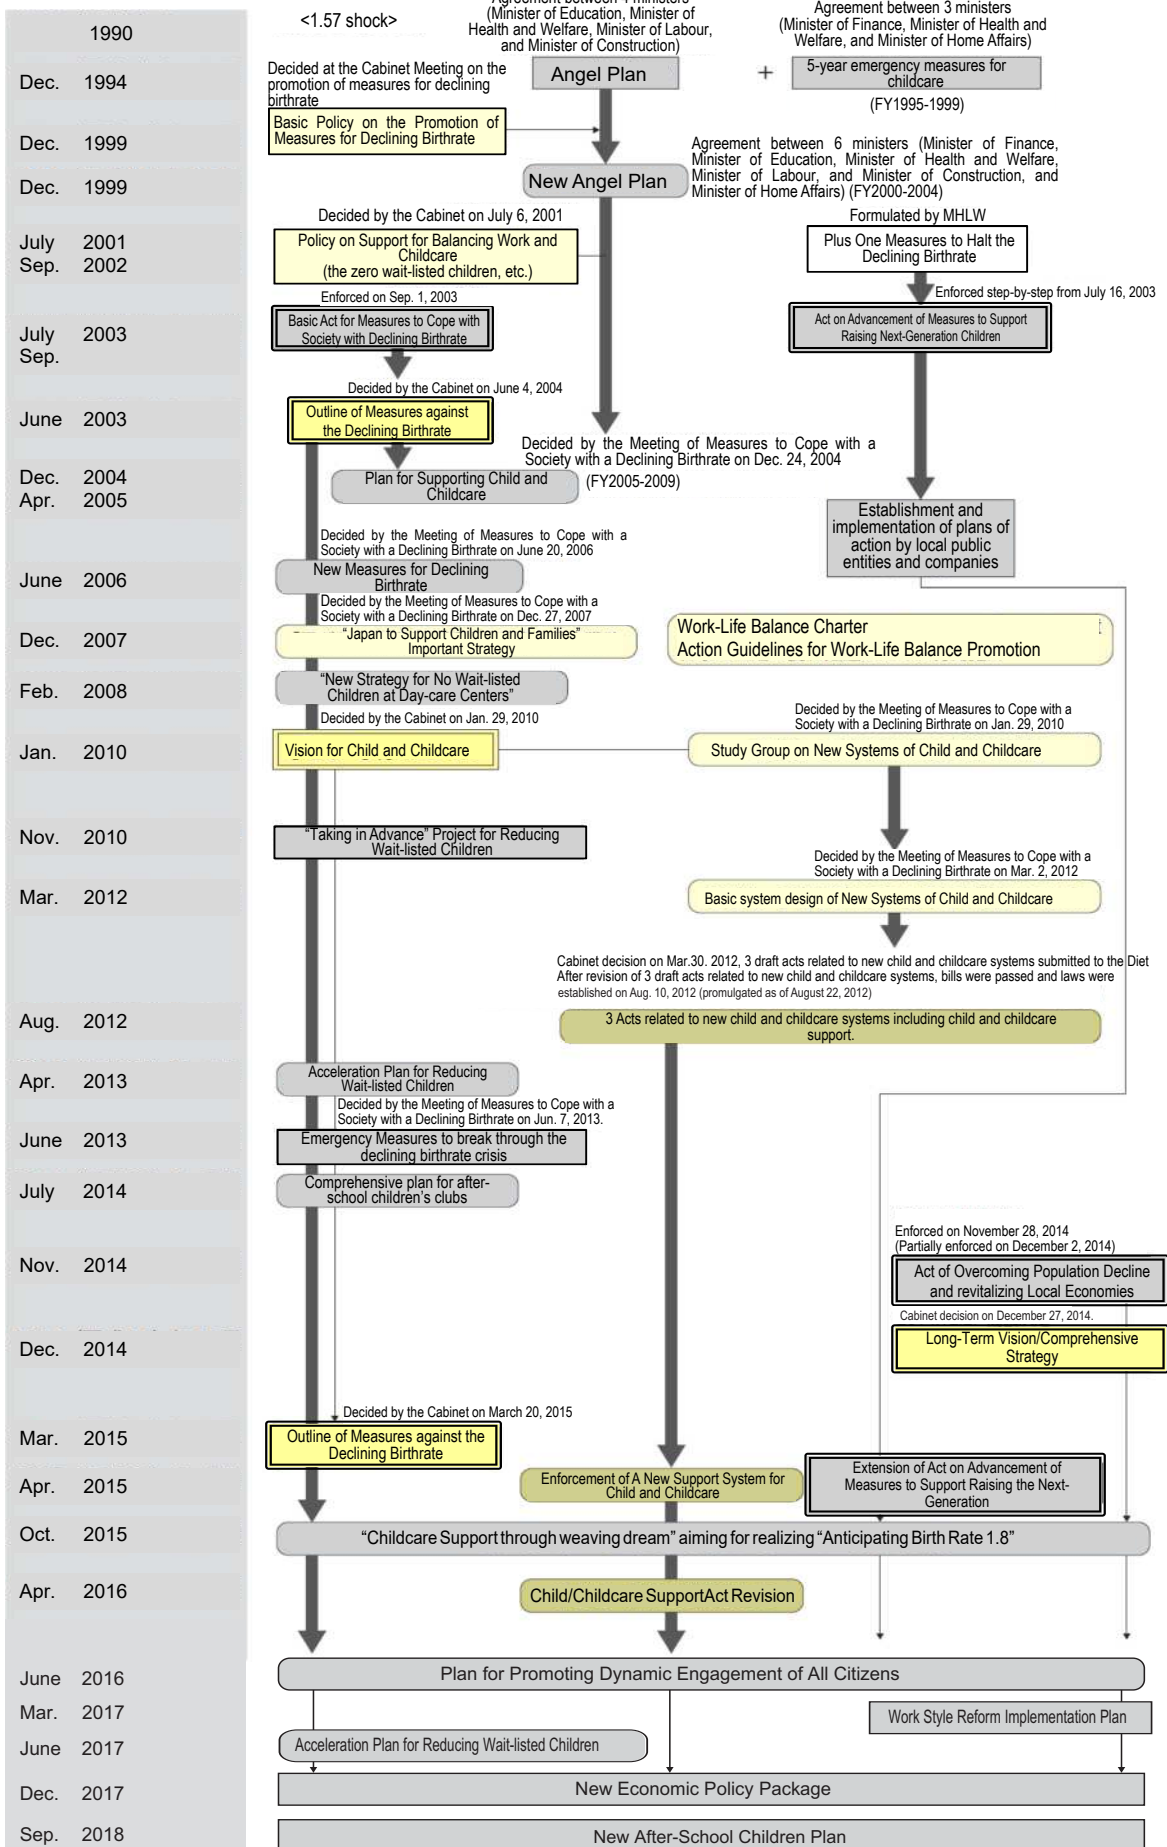 1990
<1.57 shock>
Agreement between 4 ministers
(Minister of Education, Minister of
Health and Welfare, Minister of Labour,
and Minister of Construction)
Agreement between 3 ministers
(Minister of Finance, Minister of Health and
Welfare, and Minister of Home Affairs)
Dec. 1994
Decided at the Cabinet Meeting on the
promotion of measures for declining
birthrate
Angel Plan
+
5-year emergency measures for
childcare
(FY1995-1999)
Dec. 1999
Basic Policy on the Promotion of
Measures for Declining Birthrate
Dec. 1999
New Angel Plan
Agreement between 6 ministers (Minister of Finance,
Minister of Education, Minister of Health and Welfare,
Minister of Labour, and Minister of Construction, and
Minister of Home Affairs) (FY2000-2004)
Decided by the Cabinet on July 6, 2001
Formulated by MHLW
July 2001
Sep. 2002
Policy on Support for Balancing Work and
Childcare
(the zero wait-listed children, etc.)
Plus One Measures to Halt the
Declining Birthrate
Enforced on Sep. 1, 2003
Enforced step-by-step from July 16, 2003
July 2003
Sep.
Basic Act for Measures to Cope with
Society with Declining Birthrate
Act on Advancement of Measures to Support
Raising Next-Generation Children
Decided by the Cabinet on June 4, 2004
June 2003
Outline of Measures against
the Declining Birthrate
Decided by the Meeting of Measures to Cope with a
Society with a Declining Birthrate on Dec. 24, 2004
(FY2005-2009)
Dec. 2004
Apr. 2005
Plan for Supporting Child and
Childcare
Establishment and
implementation of plans of
action by local public
entities and companies
Decided by the Meeting of Measures to Cope with a
Society with a Declining Birthrate on June 20, 2006
June 2006
New Measures for Declining
Birthrate
Decided by the Meeting of Measures to Cope with a
Society with a Declining Birthrate on Dec. 27, 2007
Dec. 2007
“Japan to Support Children and Families”
Important Strategy
Work-Life Balance Charter
Action Guidelines for Work-Life Balance Promotion
Feb. 2008
“New Strategy for No Wait-listed
Children at Day-care Centers”
Decided by the Cabinet on Jan. 29, 2010
Decided by the Meeting of Measures to Cope with a
Society with a Declining Birthrate on Jan. 29, 2010
Jan. 2010
Vision for Child and Childcare
Study Group on New Systems of Child and Childcare
Nov. 2010
“Taking in Advance” Project for Reducing
Wait-listed Children
Decided by the Meeting of Measures to Cope with a
Society with a Declining Birthrate on Mar. 2, 2012
Mar. 2012
Basic system design of New Systems of Child and Childcare
Cabinet decision on Mar.30. 2012, 3 draft acts related to new child and childcare systems submitted to the Diet
After revision of 3 draft acts related to new child and childcare systems, bills were passed and laws were
established on Aug. 10, 2012 (promulgated as of August 22, 2012)
Aug. 2012
3 Acts related to new child and childcare systems including child and childcare
support.
Apr. 2013
Acceleration Plan for Reducing
Wait-listed Children
Decided by the Meeting of Measures to Cope with a
Society with a Declining Birthrate on Jun. 7, 2013.
June 2013
Emergency Measures to break through the
declining birthrate crisis
July 2014
Comprehensive plan for after-
school children’s clubs
Enforced on November 28, 2014
(Partially enforced on December 2, 2014)
Nov. 2014
Act of Overcoming Population Decline
and revitalizing Local Economies
Cabinet decision on December 27, 2014.
Dec. 2014
Long-Term Vision/Comprehensive
Strategy
Decided by the Cabinet on March 20, 2015
Mar. 2015
Outline of Measures against the
Declining Birthrate
Apr. 2015
Enforcement of A New Support System for
Child and Childcare
Extension of Act on Advancement of
Measures to Support Raising the Next-
Generation
Oct. 2015
“Childcare Support through weaving dream” aiming for realizing “Anticipating Birth Rate 1.8”
Apr. 2016
Child/Childcare SupportAct Revision
June 2016
Plan for Promoting Dynamic Engagement of All Citizens
Mar. 2017
Work Style Reform Implementation Plan
June 2017
Acceleration Plan for Reducing Wait-listed Children
Dec. 2017
New Economic Policy Package
Sep. 2018
New After-School Children Plan